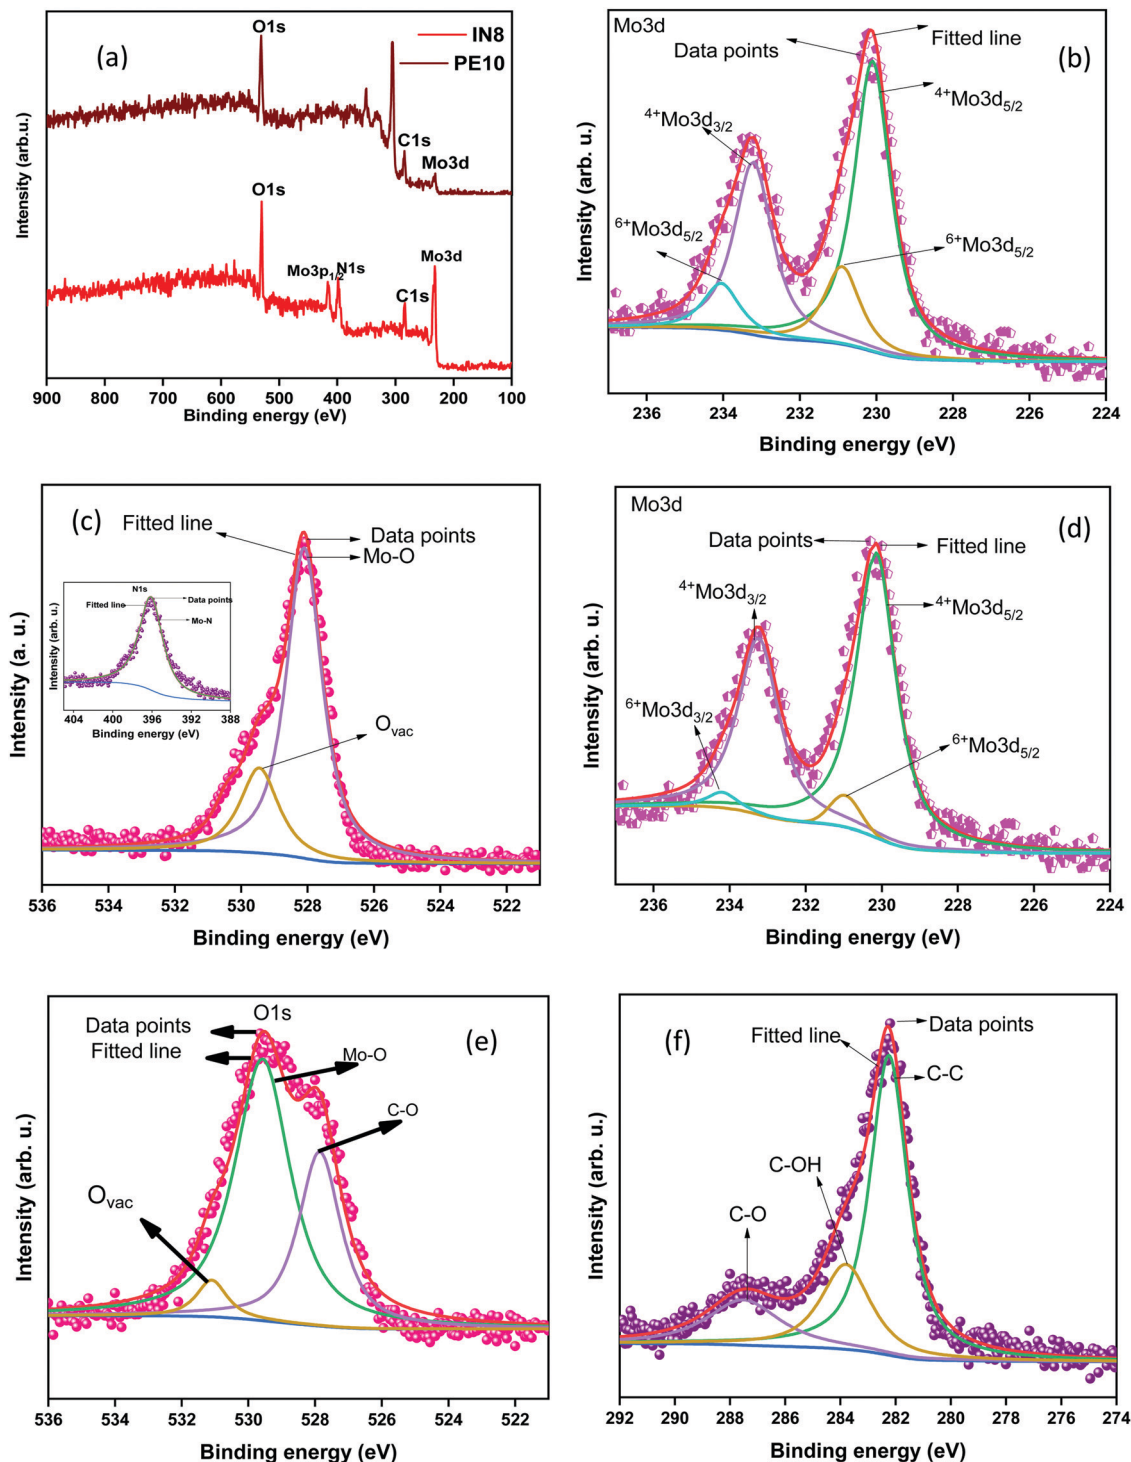 (a)
O1s
IN8
PE10
C1s
Mo3d
O1s
Mo3p1/2
N1s
C1s
Mo3d
Intensity (arb.u.)
900 800 700 600 500 400 300 200 100
Binding energy (eV)
Mo3d
(b)
Data points
Fitted line
4+Mo3d5/2
4+Mo3d3/2
6+Mo3d5/2
6+Mo3d5/2
Intensity (arb. u.)
236 234 232 230 228 226 224
Binding energy (eV)
(c)
Fitted line
Data points
Mo-O
Ovac
N1s
Fitted line
Data points
Mo-N
Intensity (arb. u.)
404 400 396 392 388
Binding energy (eV)
Intensity (a. u.)
536 534 532 530 528 526 524 522
Binding energy (eV)
Mo3d
(d)
Data points
Fitted line
4+Mo3d3/2
4+Mo3d5/2
6+Mo3d3/2
6+Mo3d5/2
Intensity (arb. u.)
236 234 232 230 228 226 224
Binding energy (eV)
O1s
(e)
Data points
Fitted line
Mo-O
C-O
Ovac
Intensity (arb. u.)
536 534 532 530 528 526 524 522
Binding energy (eV)
(f)
Fitted line
Data points
C-C
C-OH
C-O
Intensity (arb. u.)
292 290 288 286 284 282 280 278 276 274
Binding energy (eV)